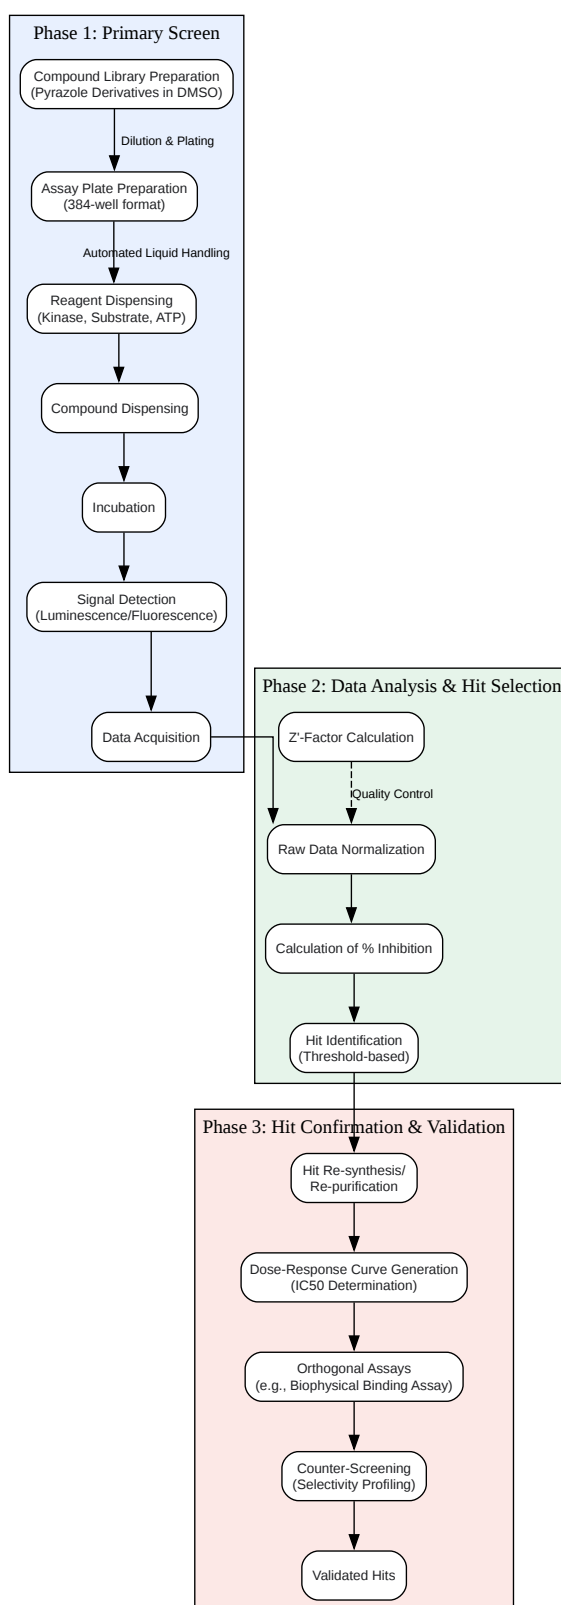 Phase 1: Primary Screen
Compound Library Preparation
(Pyrazole Derivatives in DMSO)
Dilution & Plating
Assay Plate Preparation
(384-well format)
Automated Liquid Handling
Reagent Dispensing
(Kinase, Substrate, ATP)
Compound Dispensing
Incubation
Signal Detection
(Luminescence/Fluorescence)
Data Acquisition
Phase 2: Data Analysis & Hit Selection
Z'-Factor Calculation
Quality Control
Raw Data Normalization
Calculation of % Inhibition
Hit Identification
(Threshold-based)
Phase 3: Hit Confirmation & Validation
Hit Re-synthesis/
Re-purification
Dose-Response Curve Generation
(IC50 Determination)
Orthogonal Assays
(e.g., Biophysical Binding Assay)
Counter-Screening
(Selectivity Profiling)
Validated Hits